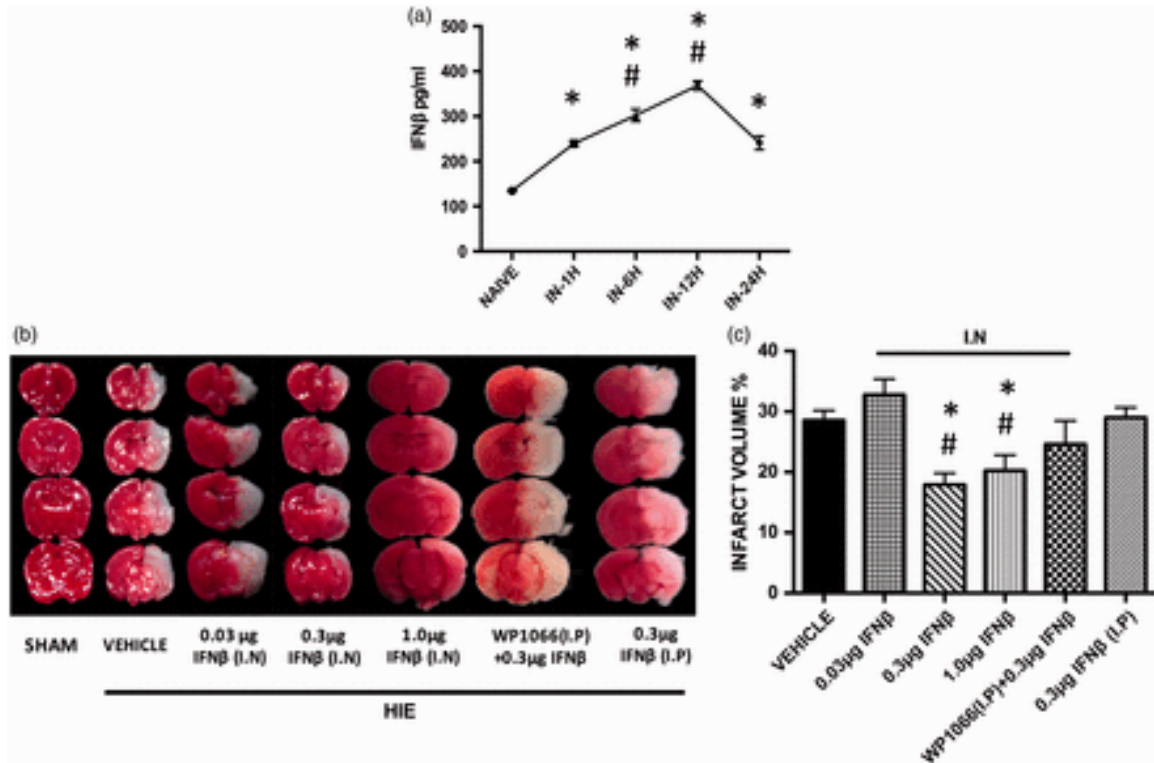 (a)
500
400
300
200
100
0
IFNβ pg/ml
*
*
#
*
#
*
NAIVE
IN-1H
IN-6H
IN-12H
IN-24H
(b)
SHAM
VEHICLE
0.03 µg
IFNβ (I.N)
0.3µg
IFNβ (I.N)
1.0µg
IFNβ (I.N)
WP1066(I.P)
+0.3µg IFNβ
0.3µg
IFNβ (I.P)
HIE
(c)
I.N
40
30
20
10
0
INFARCT VOLUME %
*
#
*
#
VEHICLE
0.03µg IFNβ
0.3µg IFNβ
1.0µg IFNβ
WP1066(I.P)+0.3µg IFNβ
0.3µg IFNβ (I.P)